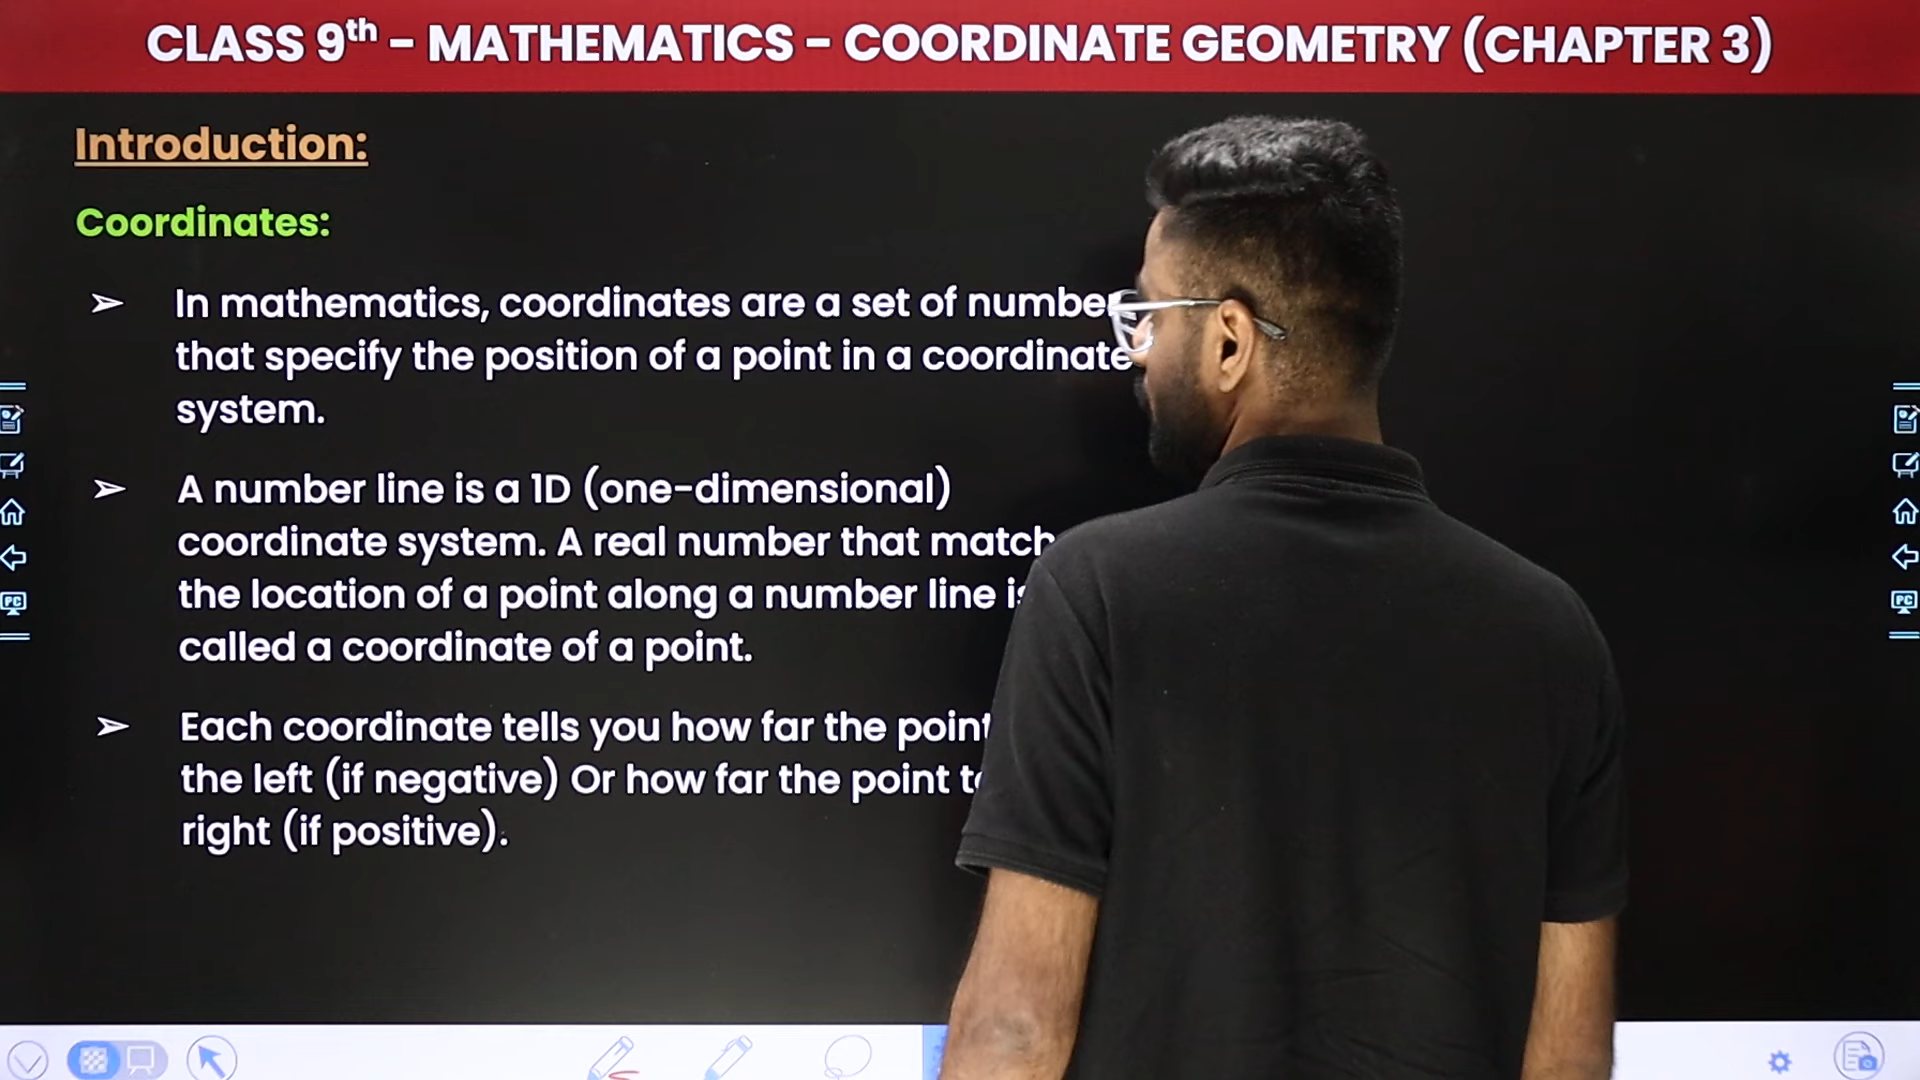 CLASS 9th – MATHEMATICS – COORDINATE GEOMETRY (CHAPTER 3)
Introduction:
Coordinates:
➢ In mathematics, coordinates are a set of
that specify the position of a point in a coordinate
system.
➢ A number line is a 1D (one-dimensional)
coordinate system. A real number that
the location of a point along a number line
called a coordinate of a point.
➢ Each coordinate tells you how far the point
the left (if negative) Or how far the point
right (if positive).
PC
PC